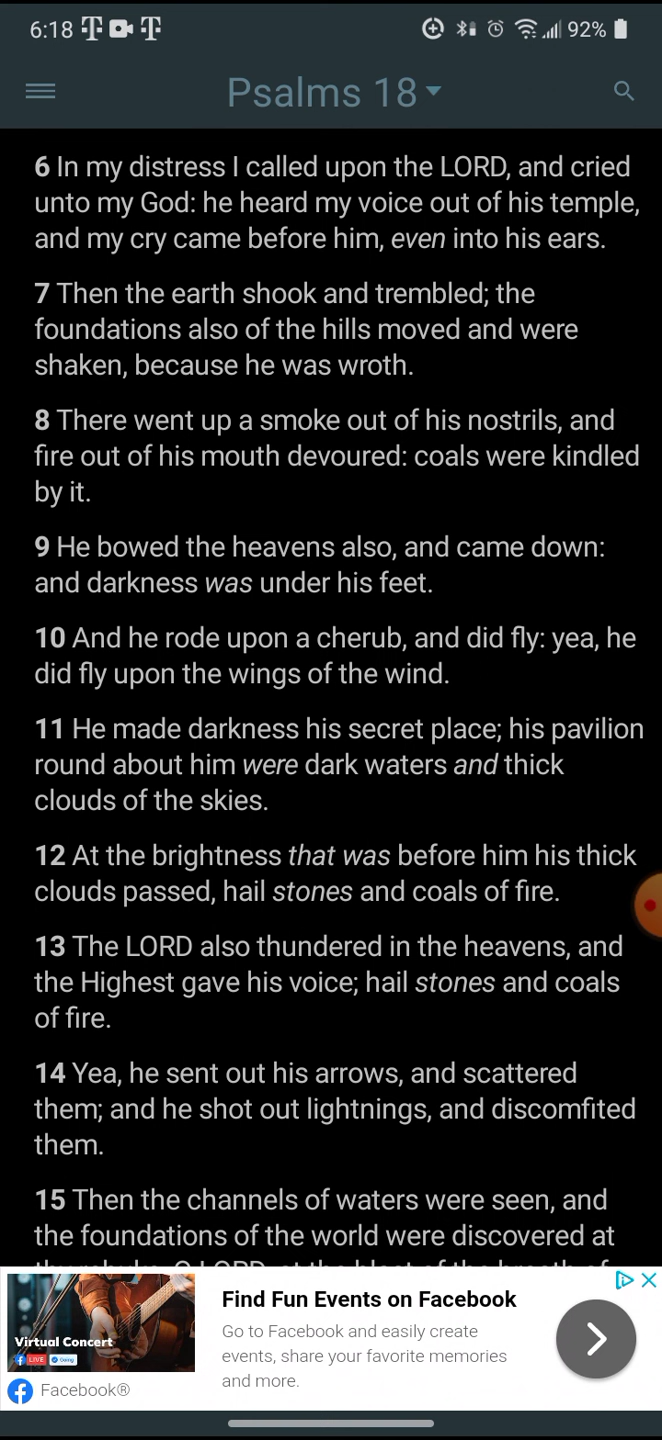 6:18
92%
Psalms 18
6 In my distress I called upon the LORD, and cried
unto my God: he heard my voice out of his temple,
and my cry came before him, even into his ears.
7 Then the earth shook and trembled; the
foundations also of the hills moved and were
shaken, because he was wroth.
8 There went up a smoke out of his nostrils, and
fire out of his mouth devoured: coals were kindled
by it.
9 He bowed the heavens also, and came down:
and darkness was under his feet.
10 And he rode upon a cherub, and did fly: yea, he
did fly upon the wings of the wind.
11 He made darkness his secret place; his pavilion
round about him were dark waters and thick
clouds of the skies.
12 At the brightness that was before him his thick
clouds passed, hail stones and coals of fire.
13 The LORD also thundered in the heavens, and
the Highest gave his voice; hail stones and coals
of fire.
14 Yea, he sent out his arrows, and scattered
them; and he shot out lightnings, and discomfited
them.
15 Then the channels of waters were seen, and
the foundations of the world were discovered at
Find Fun Events on Facebook
Go to Facebook and easily create
events, share your favorite memories
and more.
Virtual Concert
LIVE
Going
Facebook®